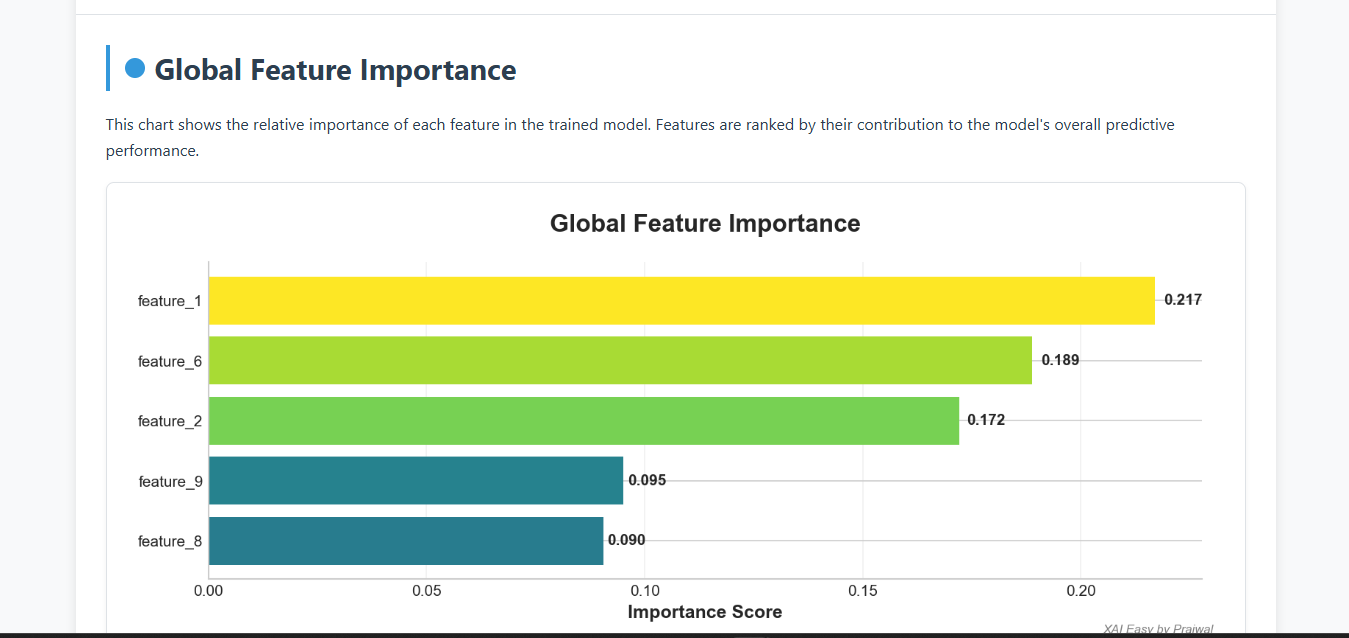 Global Feature Importance
This chart shows the relative importance of each feature in the trained model. Features are ranked by their contribution to the model's overall predictive
performance.
Global Feature Importance
feature_1 0.217
feature_6 0.189
feature_2 0.172
feature_9 0.095
feature_8 0.090
0.00 0.05 0.10 0.15 0.20
Importance Score
XAI Easy by Prajwal